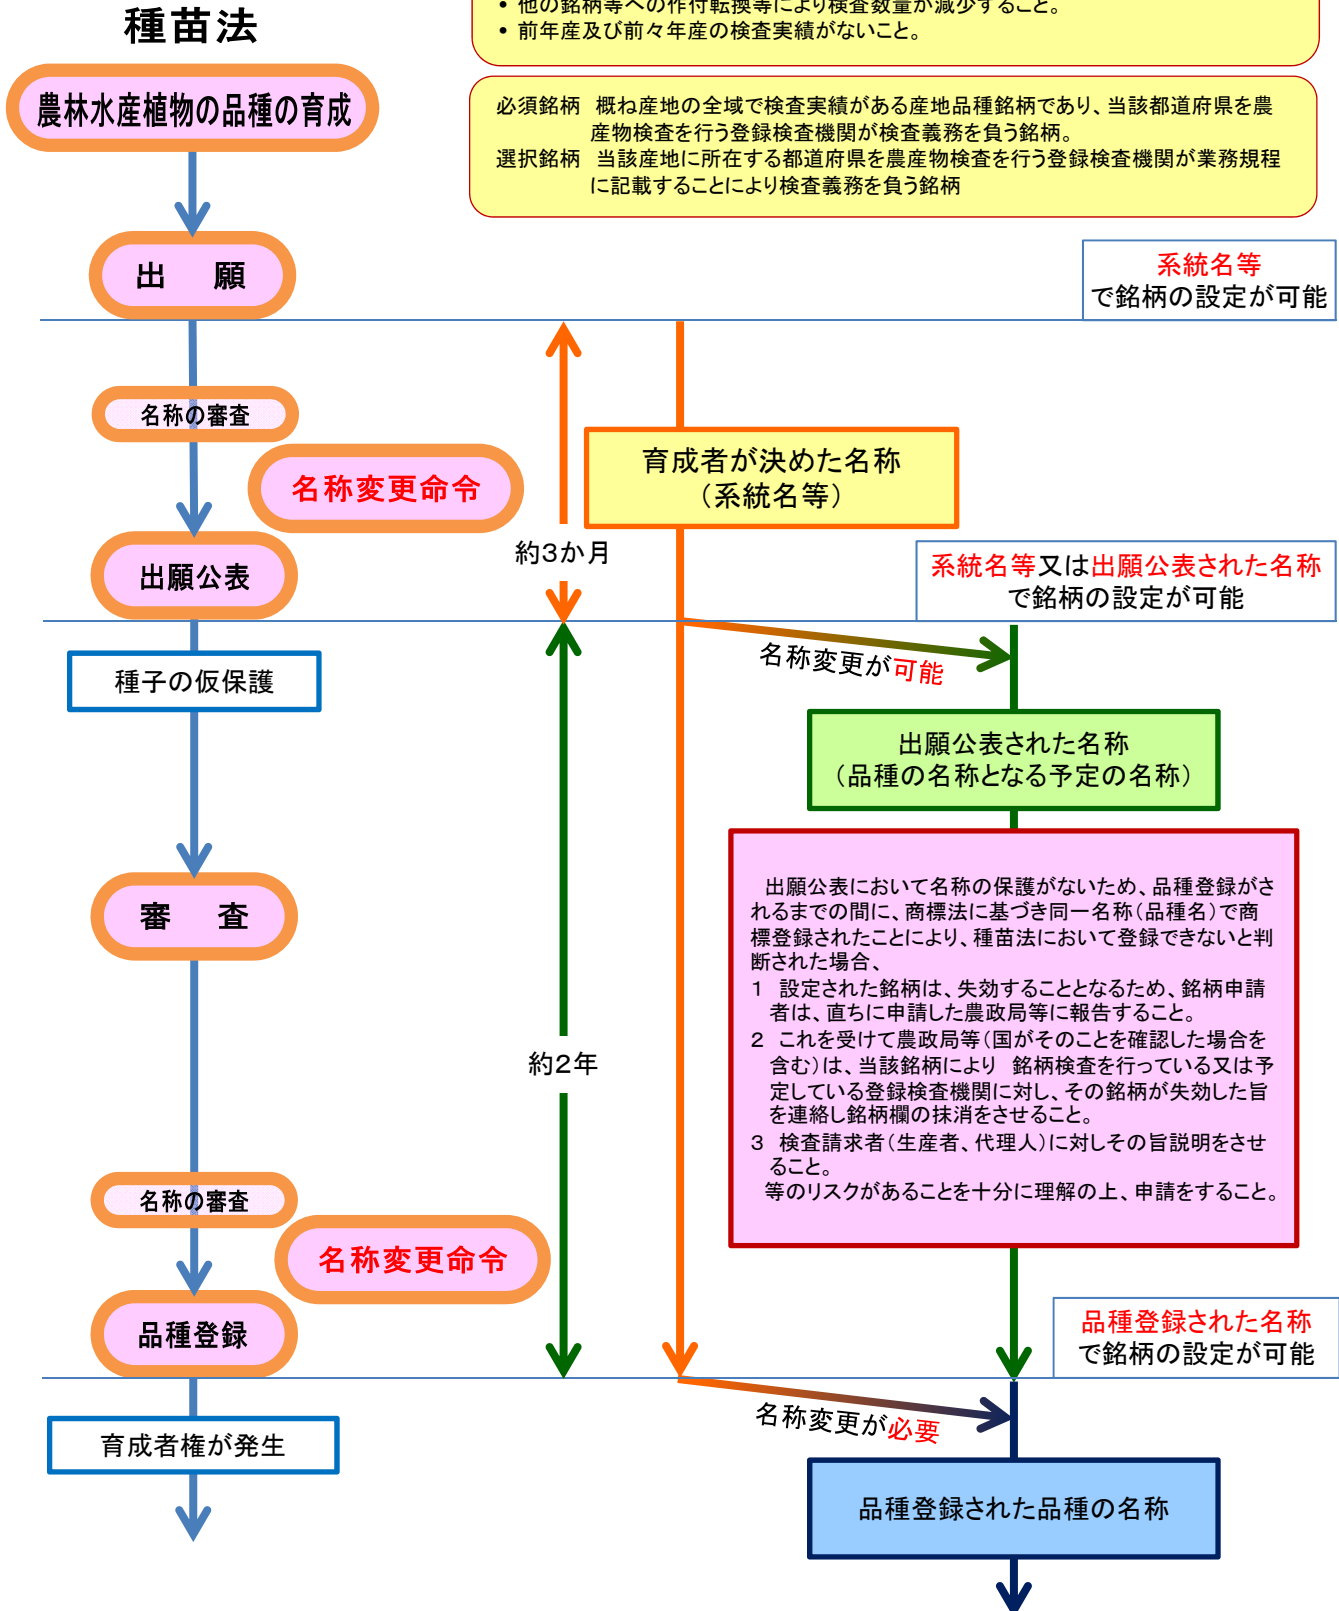 種苗法
• 他の銘柄等への作付転換等により検査数量が減少すること。
• 前年産及び前々年産の検査実績がないこと。
農林水産植物の品種の育成
必須銘柄　概ね産地の全域で検査実績がある産地品種銘柄であり、当該都道府県を農
産物検査を行う登録検査機関が検査義務を負う銘柄。
選択銘柄　当該産地に所在する都道府県を農産物検査を行う登録検査機関が業務規程
に記載することにより検査義務を負う銘柄
出　願
系統名等
で銘柄の設定が可能
名称の審査
名称変更命令
育成者が決めた名称
（系統名等）
約3か月
出願公表
系統名等又は出願公表された名称
で銘柄の設定が可能
名称変更が可能
種子の仮保護
出願公表された名称
（品種の名称となる予定の名称）
審　査
出願公表において名称の保護がないため、品種登録がさ
れるまでの間に、商標法に基づき同一名称（品種名）で商
標登録されたことにより、種苗法において登録できないと判
断された場合、
1　設定された銘柄は、失効することとなるため、銘柄申請
者は、直ちに申請した農政局等に報告すること。
2　これを受けて農政局等（国がそのことを確認した場合を
含む）は、当該銘柄により　銘柄検査を行っている又は予
定している登録検査機関に対し、その銘柄が失効した旨
を連絡し銘柄欄の抹消をさせること。
3　検査請求者（生産者、代理人）に対しその旨説明をさせ
ること。
等のリスクがあることを十分に理解の上、申請をすること。
約2年
名称の審査
名称変更命令
品種登録
品種登録された名称
で銘柄の設定が可能
名称変更が必要
育成者権が発生
品種登録された品種の名称